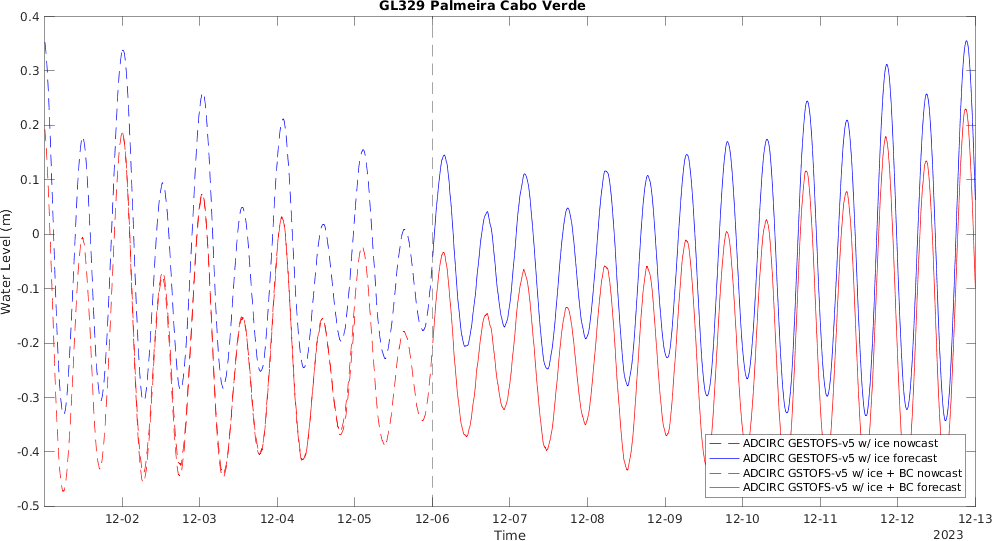 GL329 Palmeira Cabo Verde
0.4
0.3
0.2
0.1
0
-0.1
-0.2
-0.3
-0.4
-0.5
Water Level (m)
ADCIRC GESTOFS-v5 w/ ice nowcast
ADCIRC GESTOFS-v5 w/ ice forecast
ADCIRC GSTOFS-v5 w/ ice + BC nowcast
ADCIRC GSTOFS-v5 w/ ice + BC forecast
12-02 12-03 12-04 12-05 12-06 12-07 12-08 12-09 12-10 12-11 12-12 12-13
Time
2023